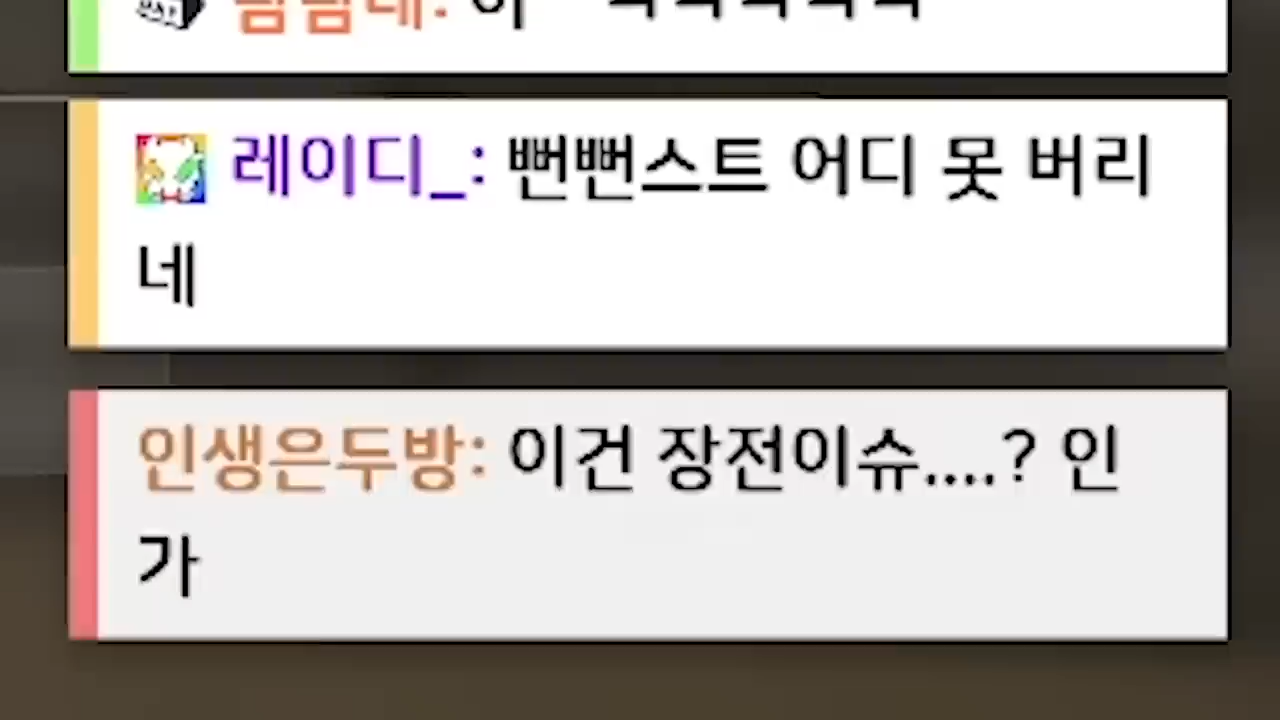 레이디_: 뻔뻔스트 어디 못 버리
네
인생은두방: 이건 장전이슈....? 인
가